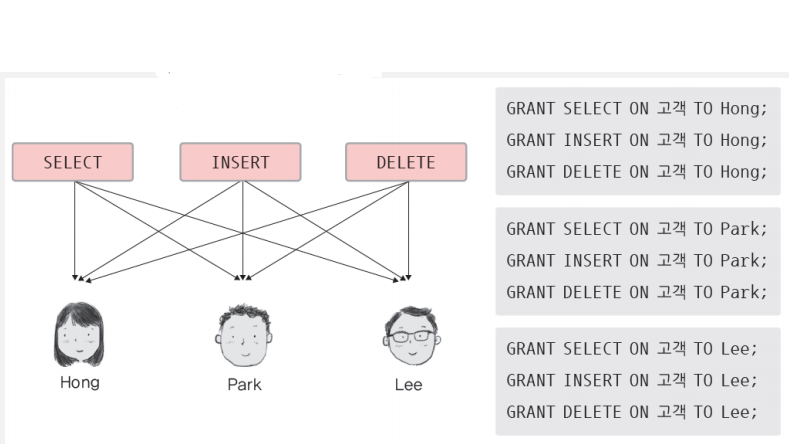 SELECT
INSERT
DELETE
Hong
Park
Lee
GRANT SELECT ON 고객 TO Hong;
GRANT INSERT ON 고객 TO Hong;
GRANT DELETE ON 고객 TO Hong;
GRANT SELECT ON 고객 TO Park;
GRANT INSERT ON 고객 TO Park;
GRANT DELETE ON 고객 TO Park;
GRANT SELECT ON 고객 TO Lee;
GRANT INSERT ON 고객 TO Lee;
GRANT DELETE ON 고객 TO Lee;